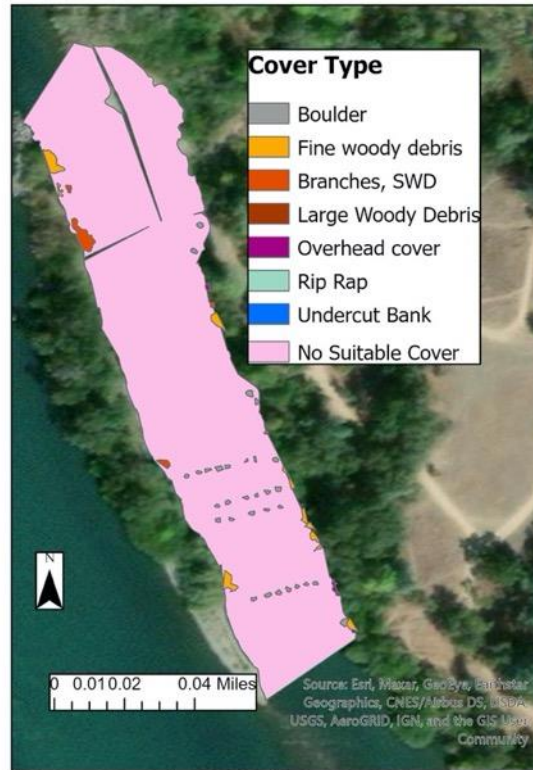 Cover Type
Boulder
Fine woody debris
Branches, SWD
Large Woody Debris
Overhead cover
Rip Rap
Undercut Bank
No Suitable Cover
N
0 0.010.02 0.04 Miles
Source: Esri, Maxar, GeoEye, Earthstar
Geographics, CNES/Airbus DS, USDA,
USGS, AeroGRID, IGN, and the GIS User
Community